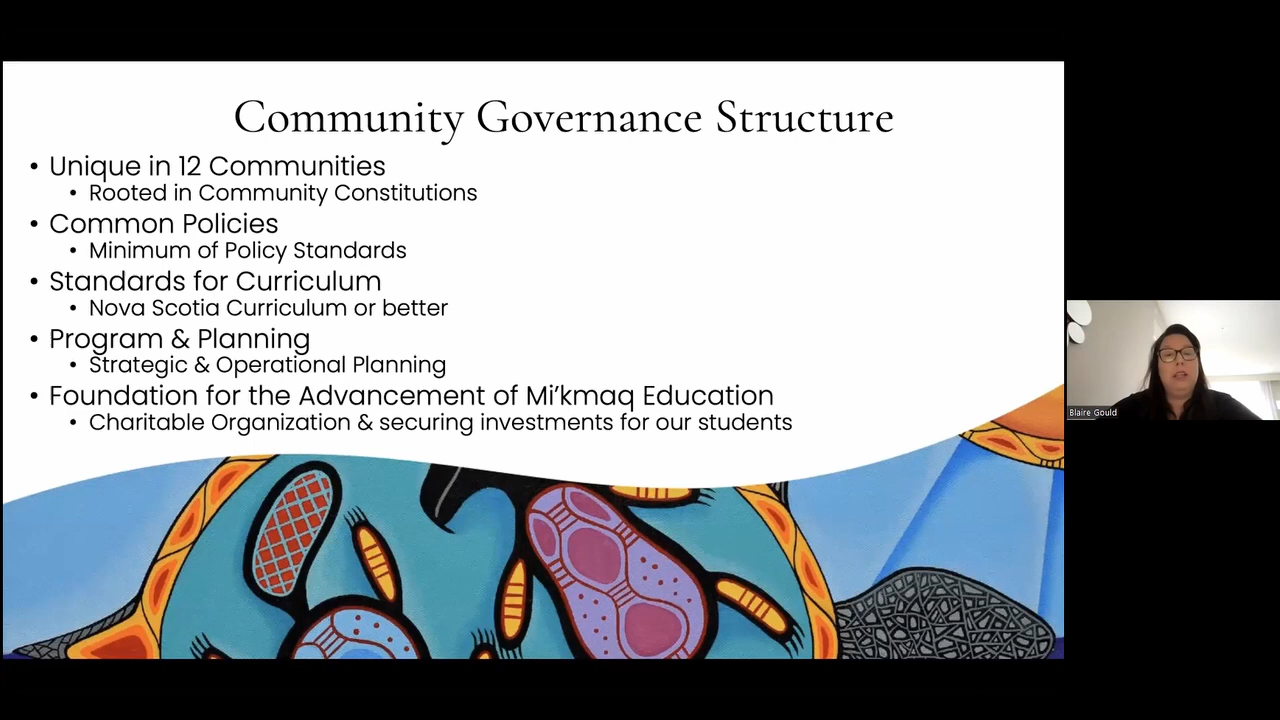 Community Governance Structure
• Unique in 12 Communities
• Rooted in Community Constitutions
• Common Policies
• Minimum of Policy Standards
• Standards for Curriculum
• Nova Scotia Curriculum or better
• Program & Planning
• Strategic & Operational Planning
• Foundation for the Advancement of Mi’kmaq Education
• Charitable Organization & securing investments for our students
Blaire Gould